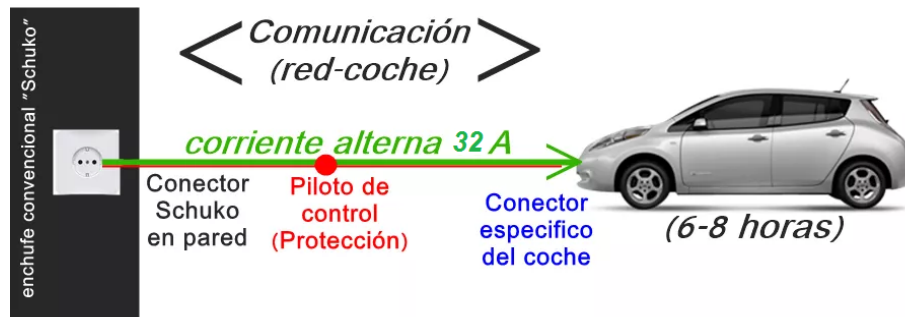 enchufe convencional "Schuko"
Comunicación
(red-coche)
corriente alterna 32 A
Conector
Schuko
en pared
Piloto de
control
(Protección)
Conector
especifico
del coche
(6-8 horas)